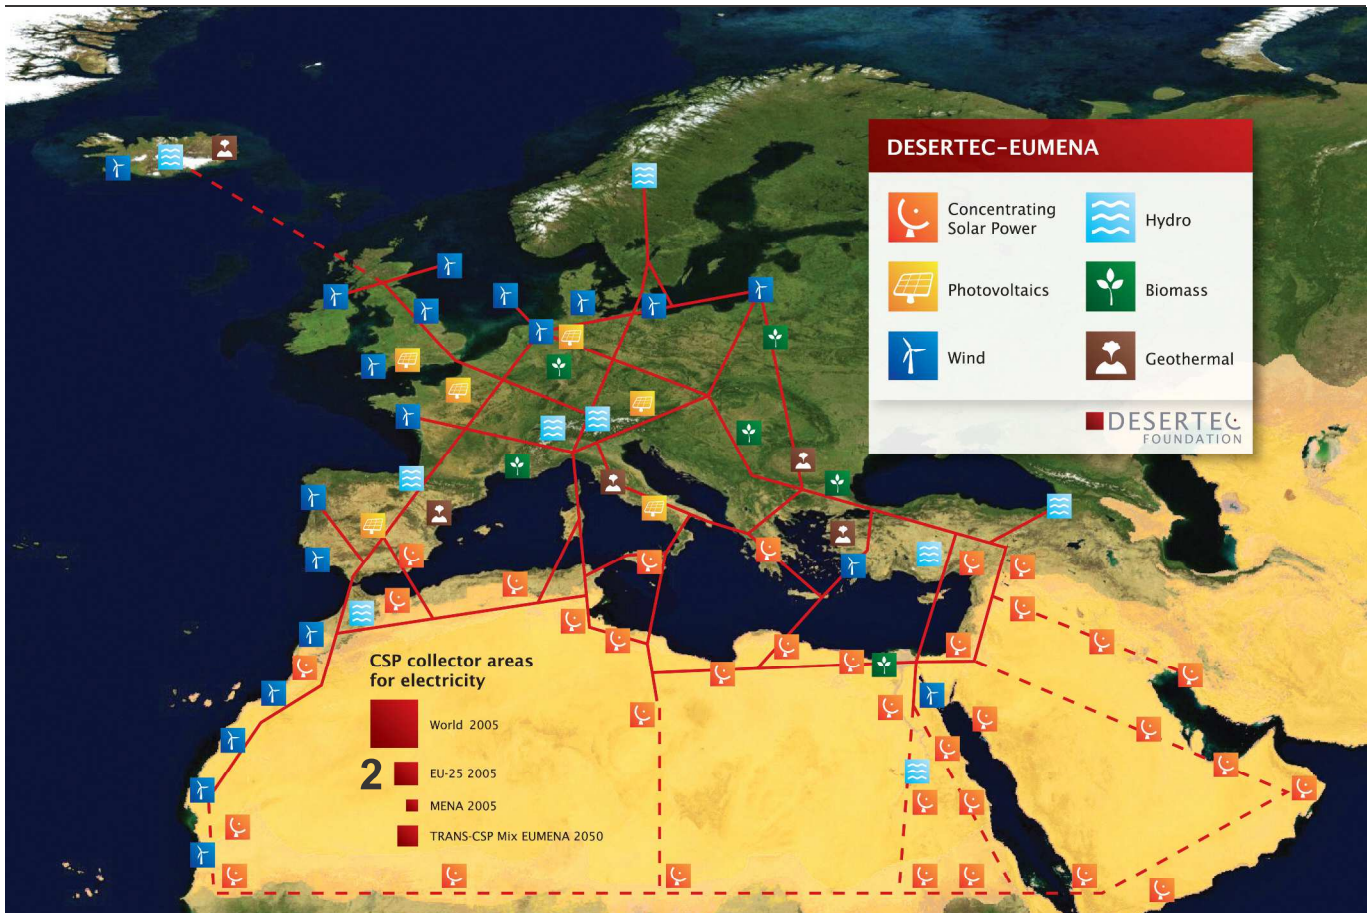 DESERTEC–EUMENA
Concentrating
Solar Power
Hydro
Photovoltaics
Biomass
Wind
Geothermal
DESERTEC
FOUNDATION
CSP collector areas
for electricity
World 2005
2
EU-25 2005
MENA 2005
TRANS-CSP Mix EUMENA 2050